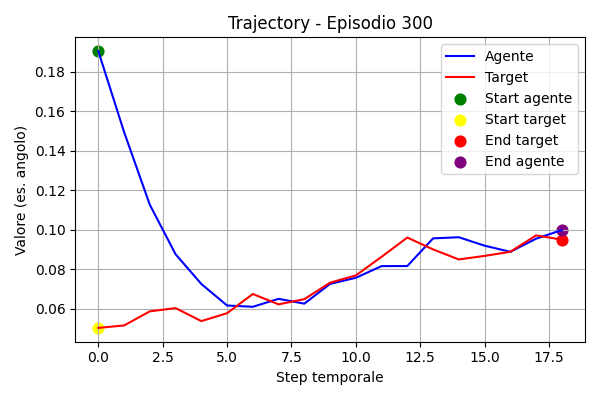 Trajectory - Episodio 300
Agente
Target
Start agente
Start target
End target
End agente
Valore (es. angolo)
0.18
0.16
0.14
0.12
0.10
0.08
0.06
0.0 2.5 5.0 7.5 10.0 12.5 15.0 17.5
Step temporale